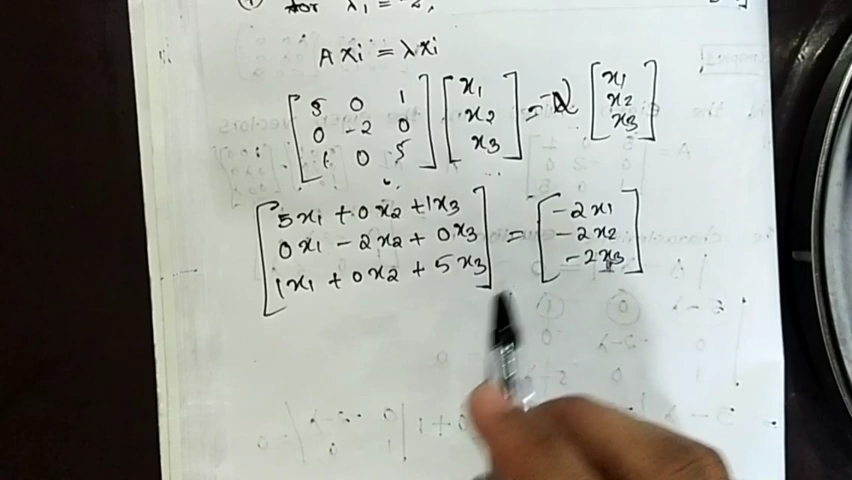 ① for λ₁ = -2,
A xi = λ xi
[5 0 1] [x₁] = -2 [x₁]
[0 -2 0] [x₂] [x₂]
[1 0 5] [x₃] [x₃]
[5x₁ + 0x₂ + 1x₃] = [-2x₁]
[0x₁ - 2x₂ + 0x₃] [-2x₂]
[1x₁ + 0x₂ + 5x₃] [-2x₃]